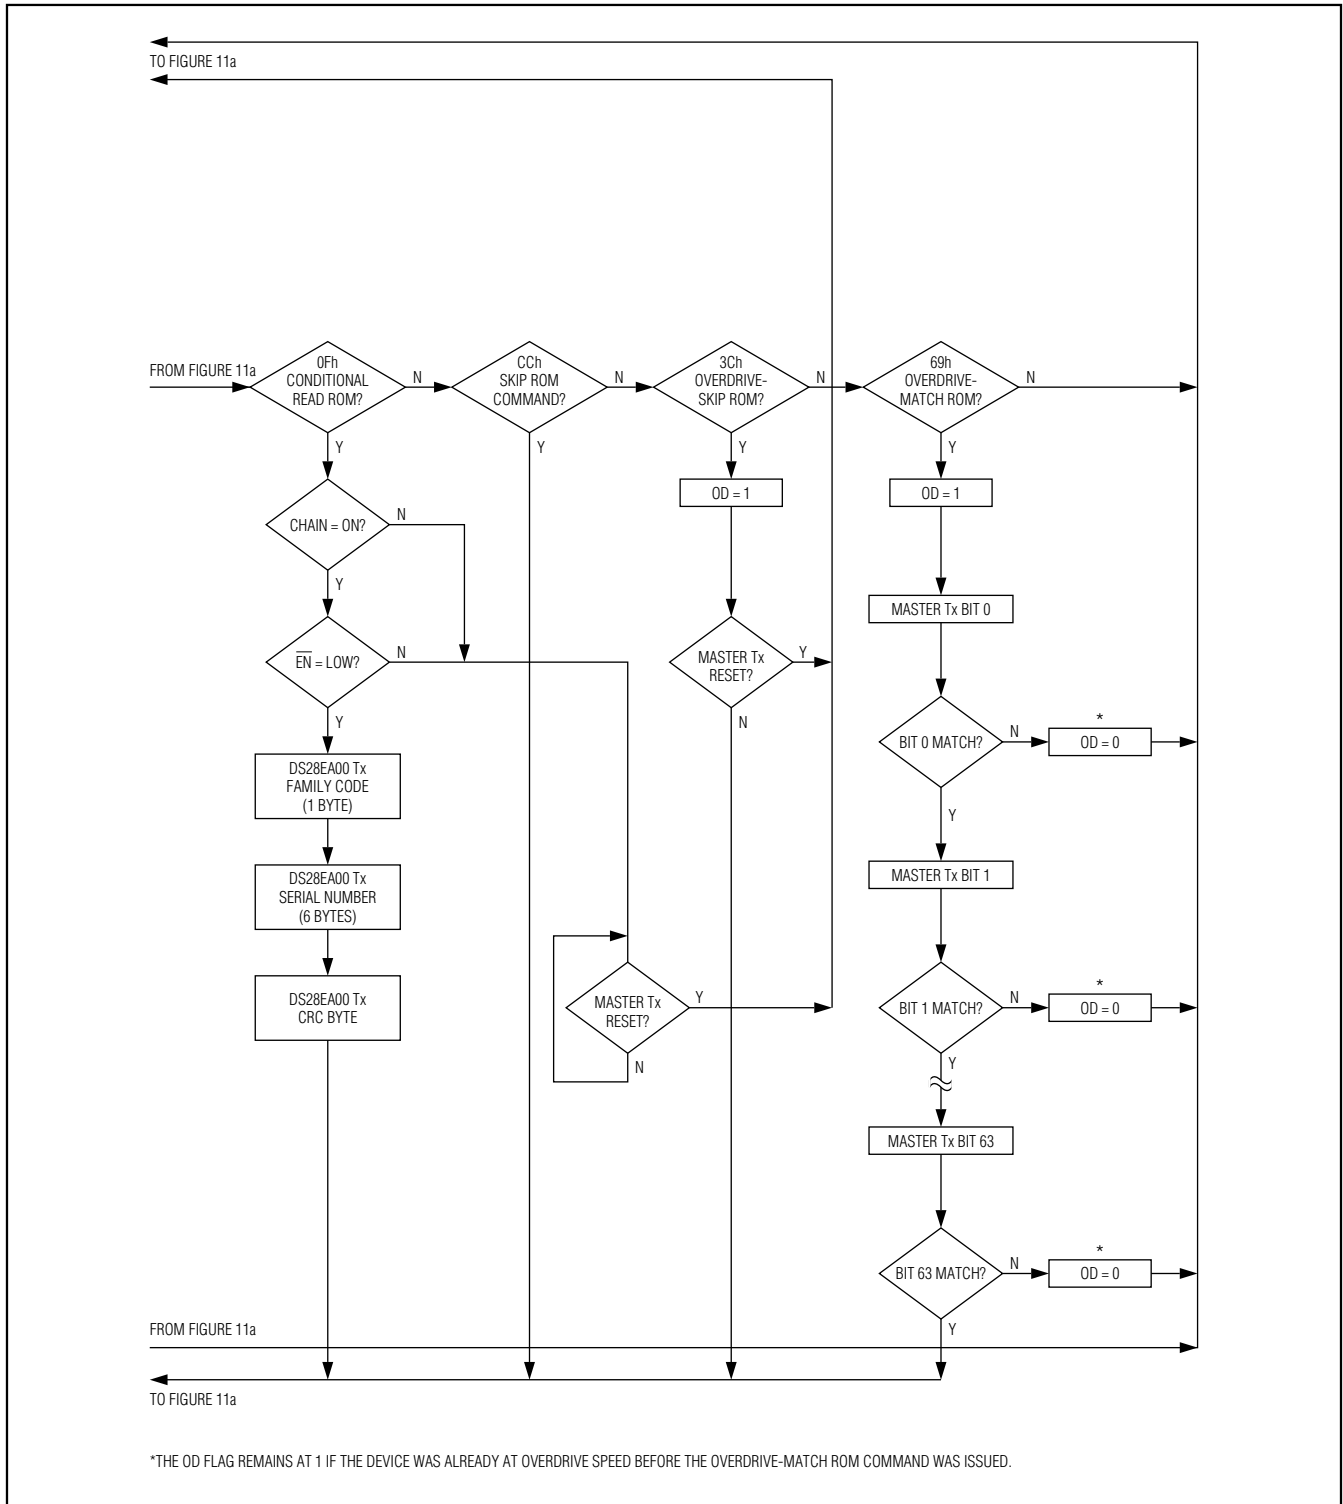 TO FIGURE 11a
FROM FIGURE 11a
0Fh
CONDITIONAL
READ ROM?
N
Y
CCh
SKIP ROM
COMMAND?
N
Y
3Ch
OVERDRIVE-
SKIP ROM?
N
Y
69h
OVERDRIVE-
MATCH ROM?
N
Y
CHAIN = ON?
N
Y
E̅N̅ = LOW?
N
Y
DS28EA00 Tx
FAMILY CODE
(1 BYTE)
DS28EA00 Tx
SERIAL NUMBER
(6 BYTES)
DS28EA00 Tx
CRC BYTE
MASTER Tx
RESET?
Y
N
OD = 1
MASTER Tx
RESET?
Y
N
OD = 1
MASTER Tx BIT 0
BIT 0 MATCH?
N
*
OD = 0
Y
MASTER Tx BIT 1
BIT 1 MATCH?
N
*
OD = 0
Y
MASTER Tx BIT 63
BIT 63 MATCH?
N
*
OD = 0
Y
FROM FIGURE 11a
TO FIGURE 11a
*THE OD FLAG REMAINS AT 1 IF THE DEVICE WAS ALREADY AT OVERDRIVE SPEED BEFORE THE OVERDRIVE-MATCH ROM COMMAND WAS ISSUED.